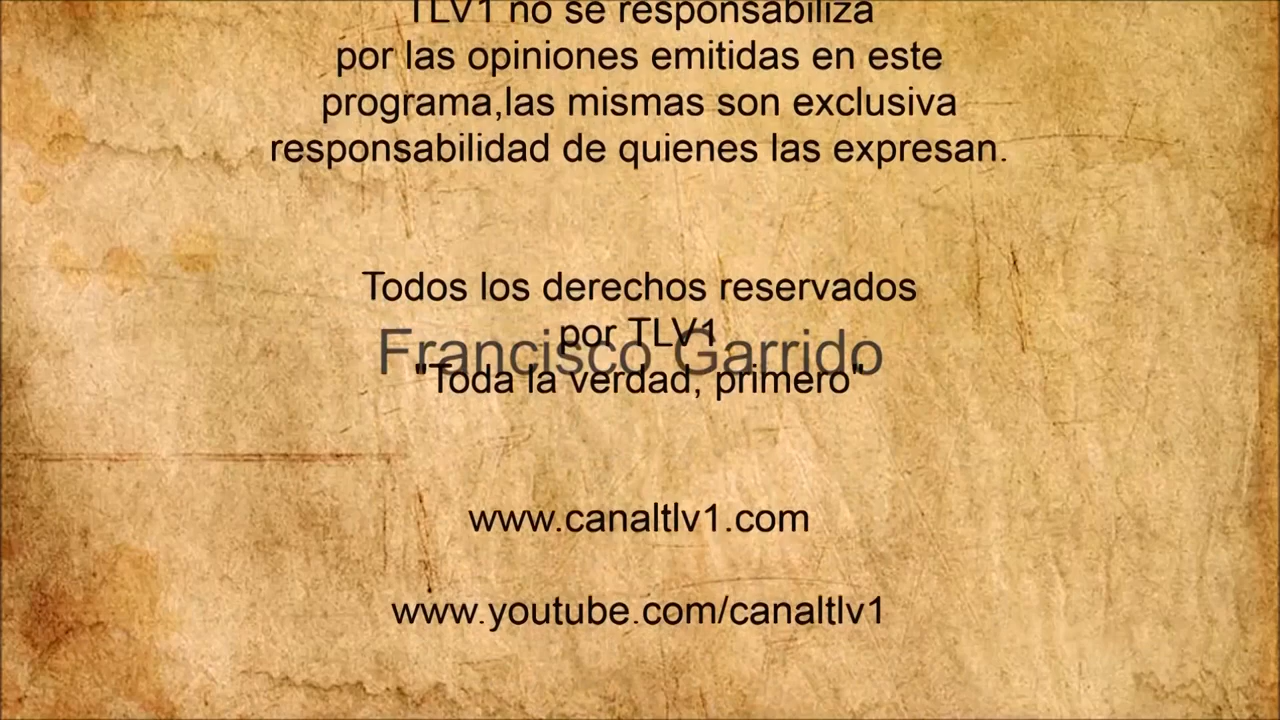 TLV1 no se responsabiliza
por las opiniones emitidas en este
programa,las mismas son exclusiva
responsabilidad de quienes las expresan.
Todos los derechos reservados
por TLV1
Francisco Garrido
"Toda la verdad, primero"
www.canaltlv1.com
www.youtube.com/canaltlv1